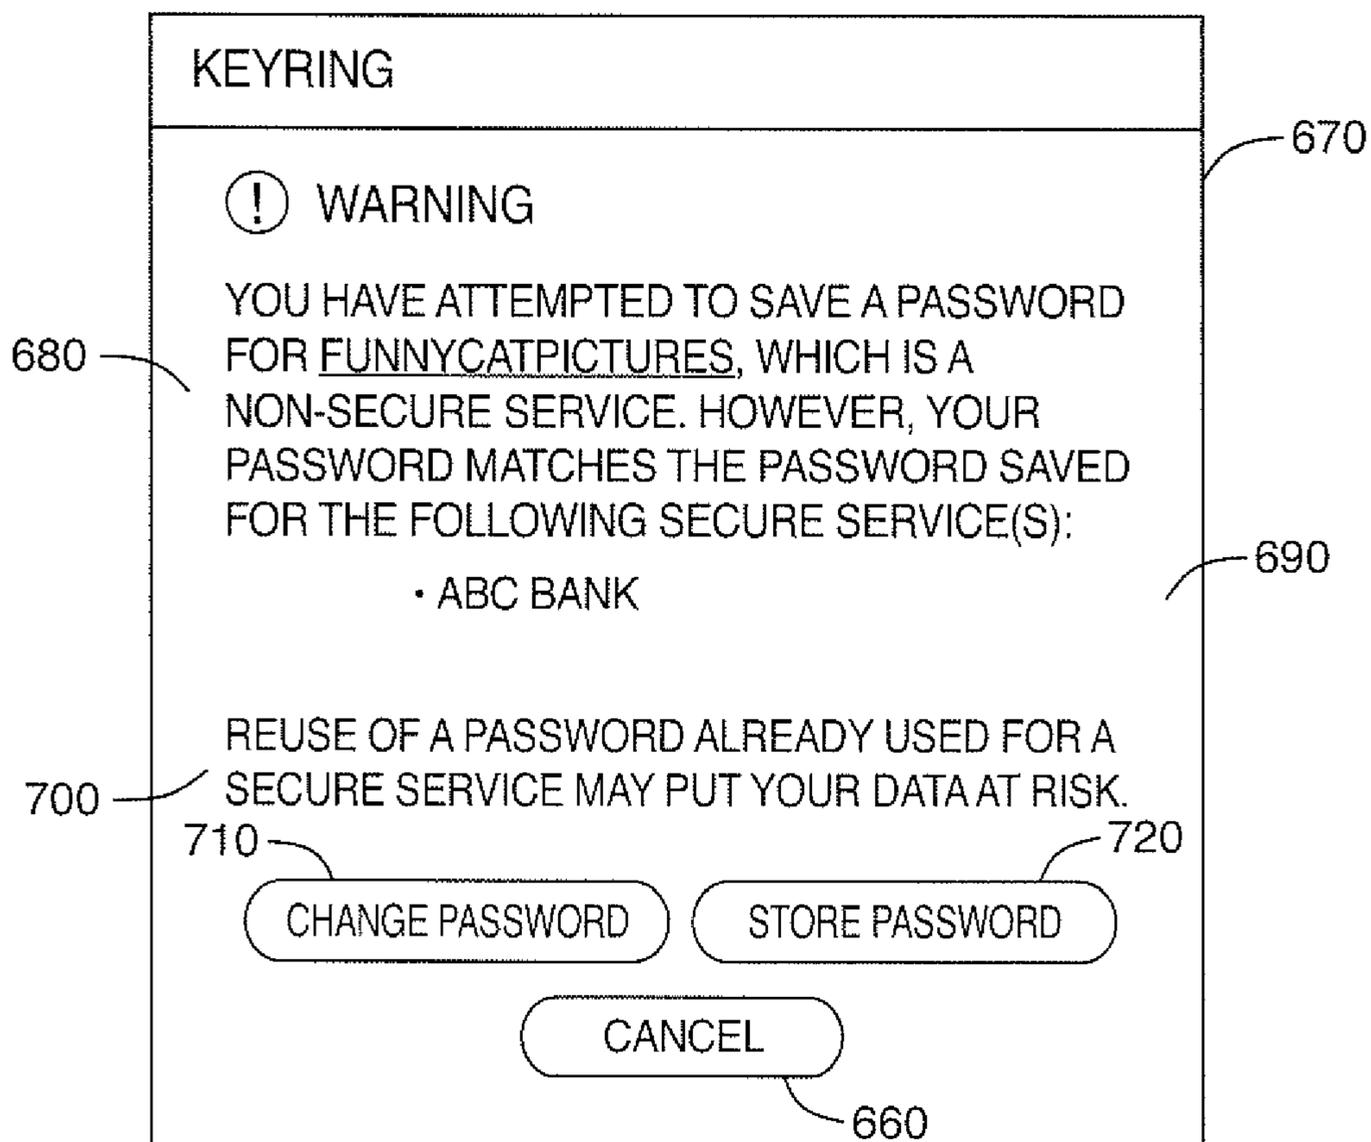 KEYRING
670
! WARNING
YOU HAVE ATTEMPTED TO SAVE A PASSWORD
680
FOR FUNNYCATPICTURES, WHICH IS A
NON-SECURE SERVICE. HOWEVER, YOUR
PASSWORD MATCHES THE PASSWORD SAVED
FOR THE FOLLOWING SECURE SERVICE(S):
690
• ABC BANK
REUSE OF A PASSWORD ALREADY USED FOR A
700
SECURE SERVICE MAY PUT YOUR DATA AT RISK.
710
720
CHANGE PASSWORD
STORE PASSWORD
CANCEL
660